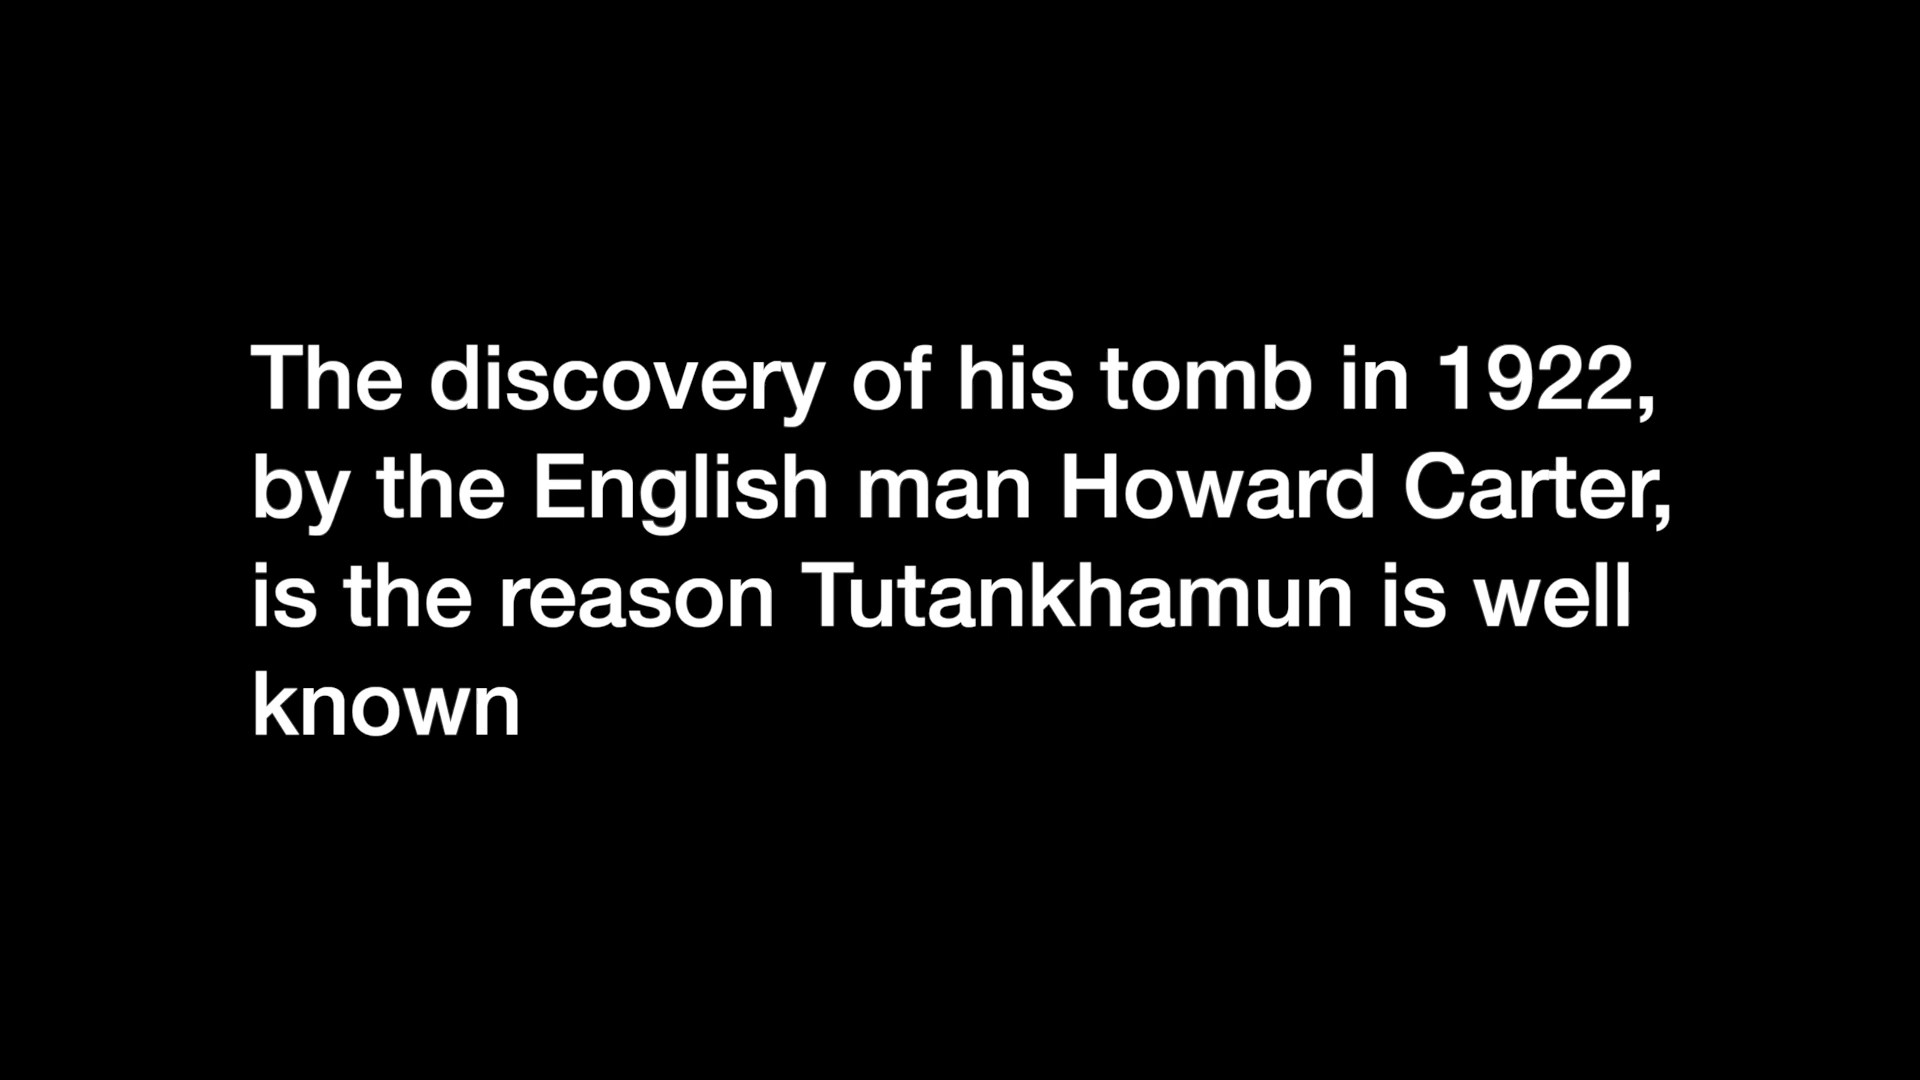 The discovery of his tomb in 1922,
by the English man Howard Carter,
is the reason Tutankhamun is well
known